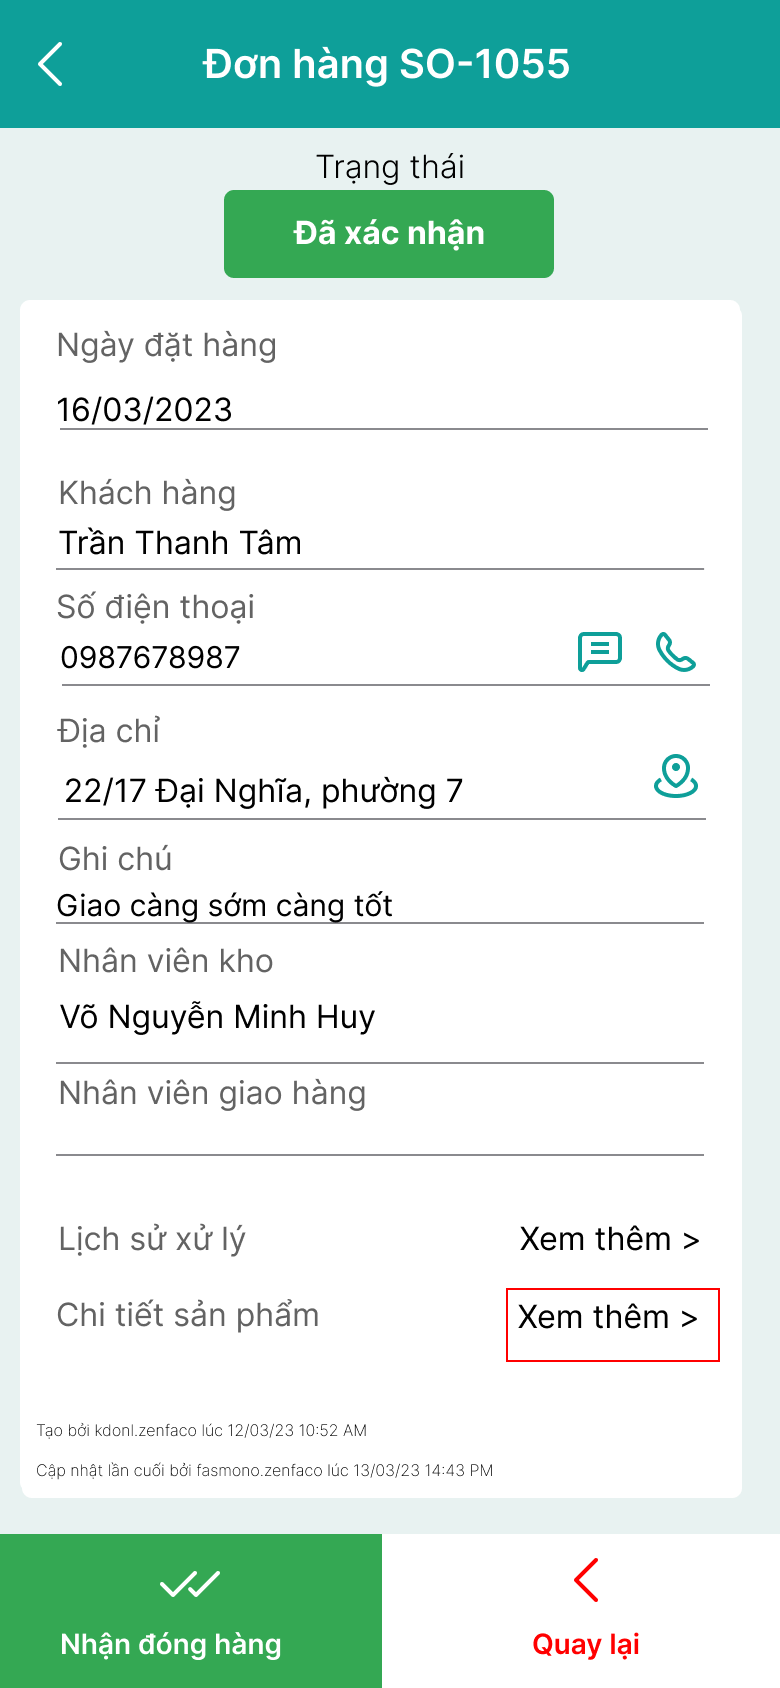 Đơn hàng SO-1055
Trạng thái
Đã xác nhận
Ngày đặt hàng
16/03/2023
Khách hàng
Trần Thanh Tâm
Số điện thoại
0987678987
Địa chỉ
22/17 Đại Nghĩa, phường 7
Ghi chú
Giao càng sớm càng tốt
Nhân viên kho
Võ Nguyễn Minh Huy
Nhân viên giao hàng
Lịch sử xử lý Xem thêm >
Chi tiết sản phẩm Xem thêm >
Tạo bởi kdonl.zenfaco lúc 12/03/23 10:52 AM
Cập nhật lần cuối bởi fasmono.zenfaco lúc 13/03/23 14:43 PM
Nhận đóng hàng Quay lại